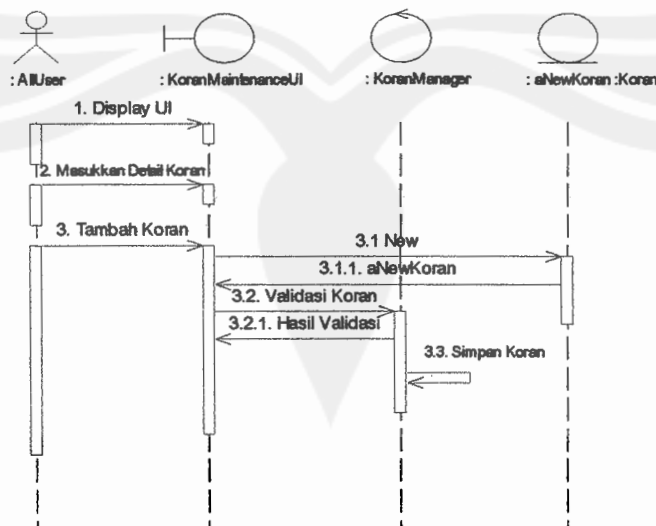 : AllUser
: KoranMaintenanceUI
: KoranManager
: aNewKoran :Koran
1. Display UI
2. Masukkan Detail Koran
3. Tambah Koran
3.1 New
3.1.1. aNewKoran
3.2. Validasi Koran
3.2.1. Hasil Validasi
3.3. Simpan Koran